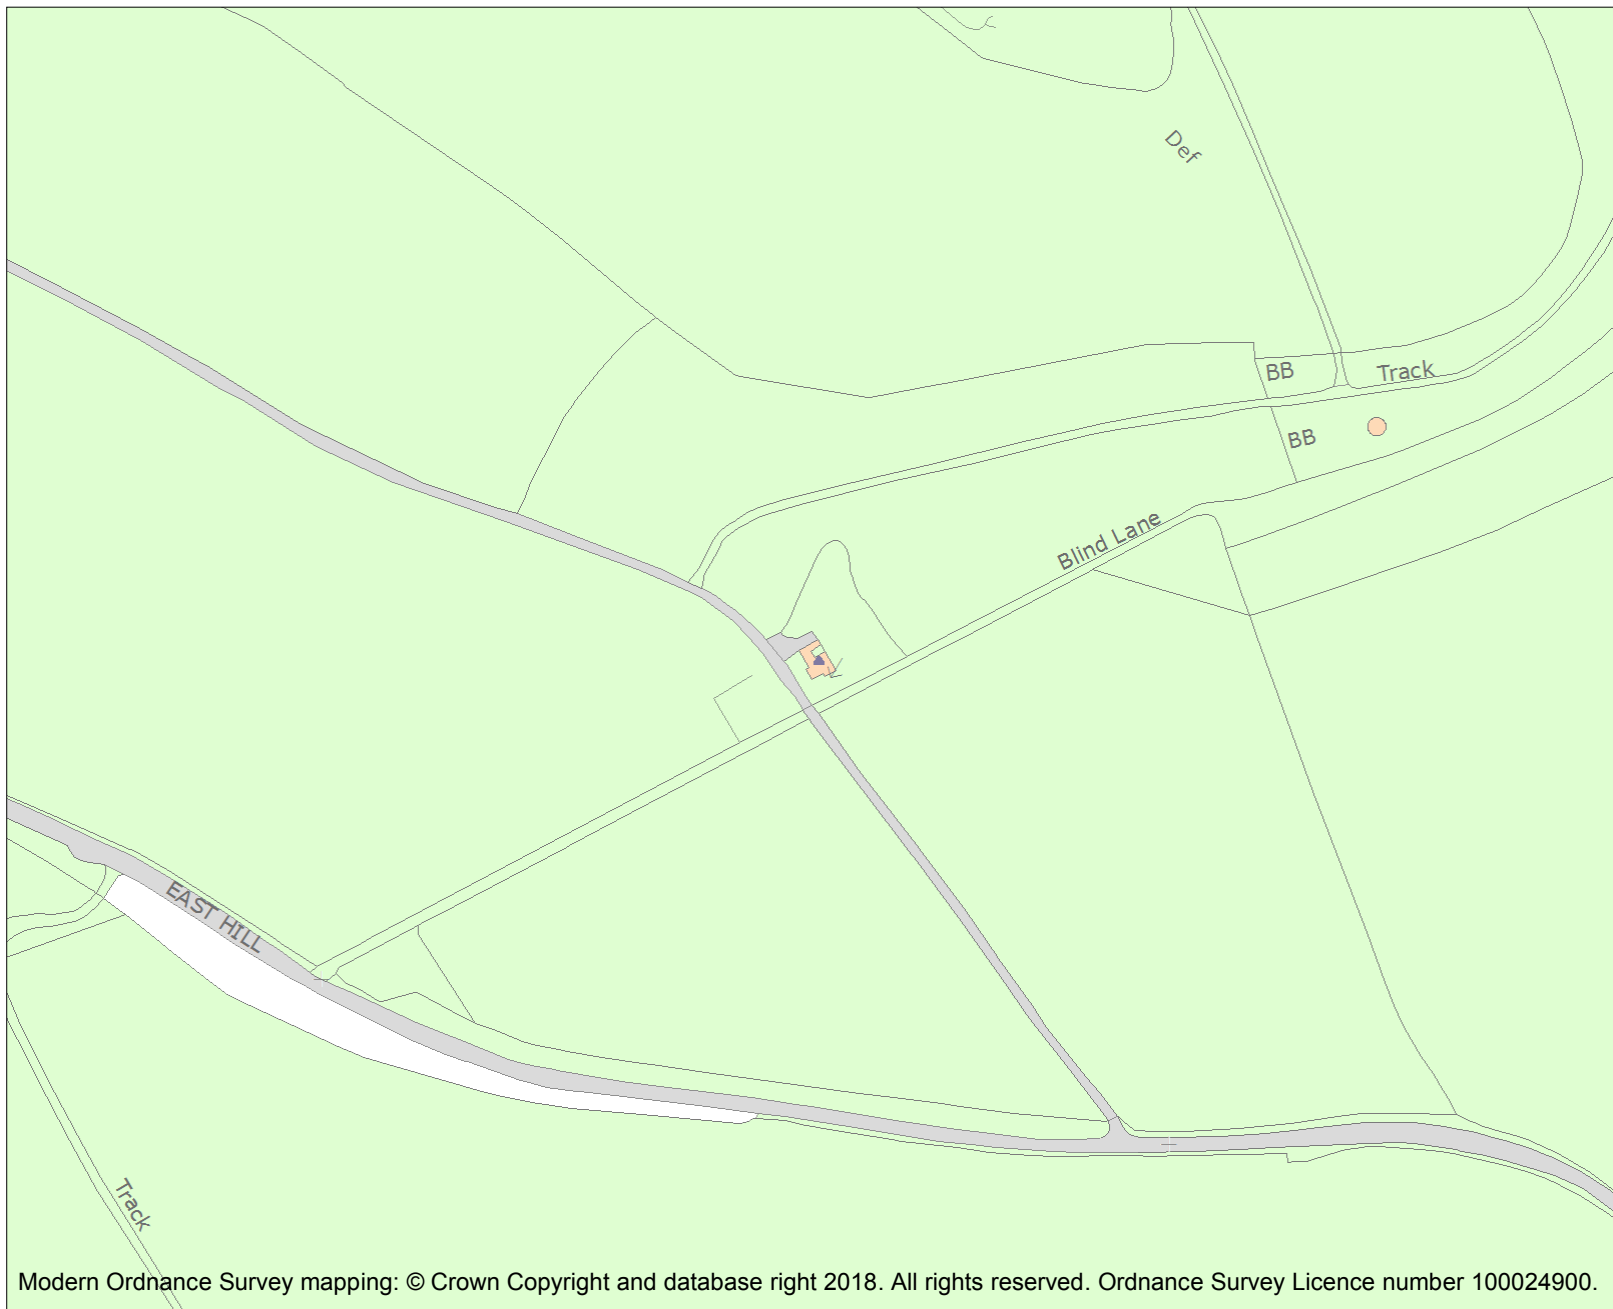 Def
BB
Track
BB
Blind Lane
EAST HILL
Track
Modern Ordnance Survey mapping: © Crown Copyright and database right 2018. All rights reserved. Ordnance Survey Licence number 100024900.